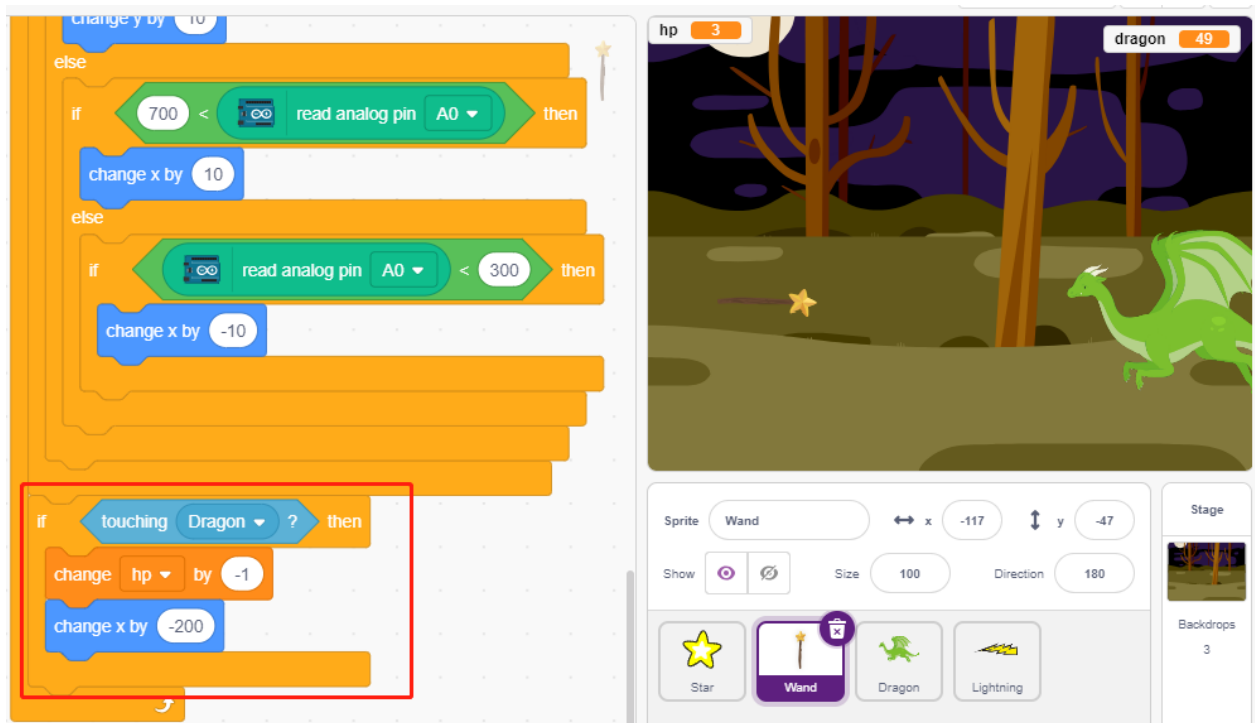 change y by 10
else
if 700 < read analog pin A0 then
change x by 10
else
if read analog pin A0 < 300 then
change x by -10
if touching Dragon ? then
change hp by -1
change x by -200
hp 3
dragon 49
Sprite Wand x -117 y -47
Show Size 100 Direction 180
Star
Wand
Dragon
Lightning
Stage
Backdrops
3